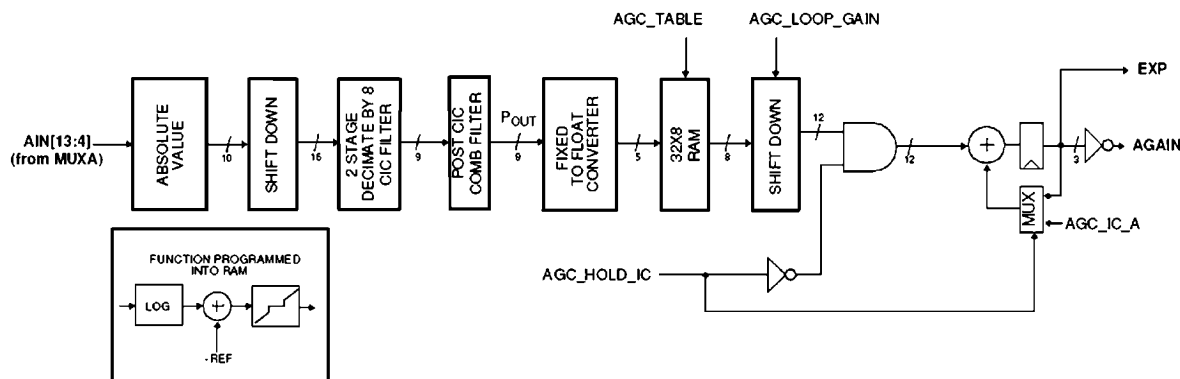 AGC_TABLE
AGC_LOOP_GAIN
EXP
AIN[13:4]
(from MUXA)
ABSOLUTE
VALUE
10
SHIFT DOWN
16
2 STAGE
DECIMATE BY 8
CIC FILTER
9
POST CIC
COMB FILTER
POUT
9
FIXED
TO FLOAT
CONVERTER
5
32X8
RAM
8
SHIFT DOWN
12
12
+
3
AGAIN
MUX
AGC_IC_A
AGC_HOLD_IC
FUNCTION PROGRAMMED
INTO RAM
LOG
+
-REF